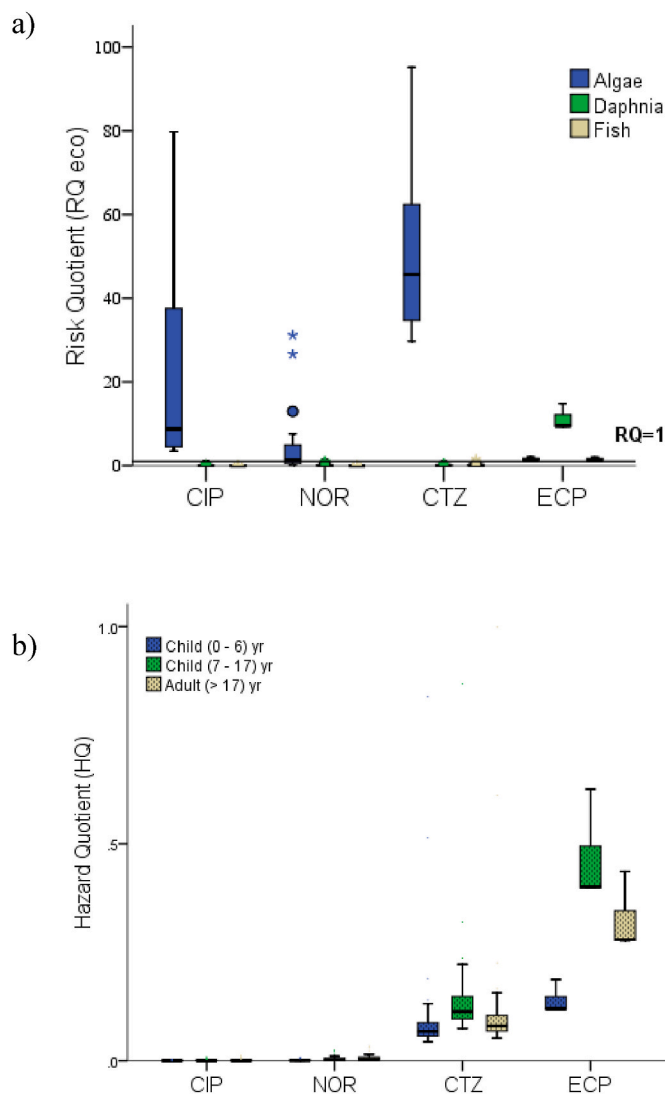 a)
100
80
60
40
20
0
Risk Quotient (RQ eco)
Algae
Daphnia
Fish
RQ=1
CIP NOR CTZ ECP
b)
1.0
.5
.0
Hazard Quotient (HQ)
Child (0 - 6) yr
Child (7 - 17) yr
Adult (> 17) yr
CIP NOR CTZ ECP